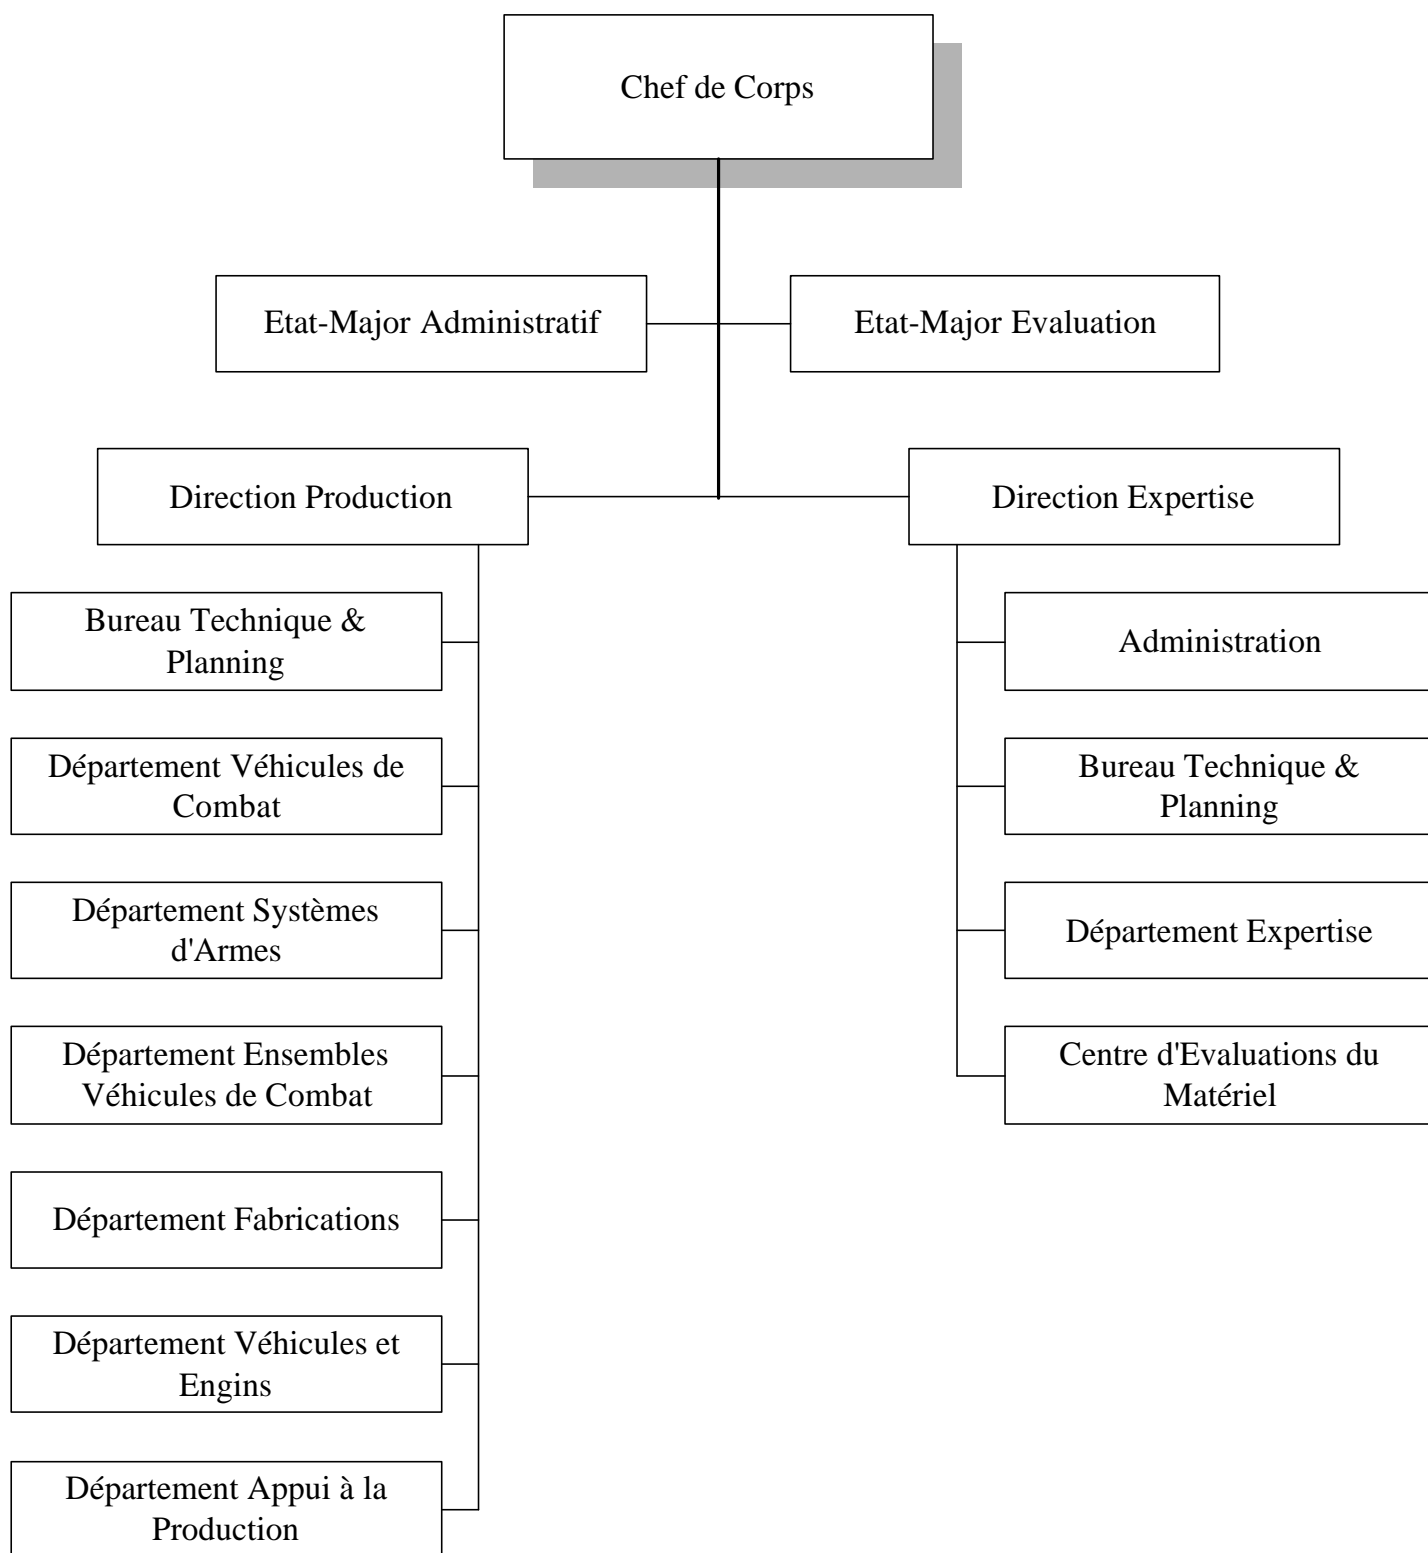 Chef de Corps
Etat-Major Administratif
Etat-Major Evaluation
Direction Production
Direction Expertise
Bureau Technique &
Planning
Département Véhicules de
Combat
Département Systèmes
d'Armes
Département Ensembles
Véhicules de Combat
Département Fabrications
Département Véhicules et
Engins
Département Appui à la
Production
Administration
Bureau Technique &
Planning
Département Expertise
Centre d'Evaluations du
Matériel